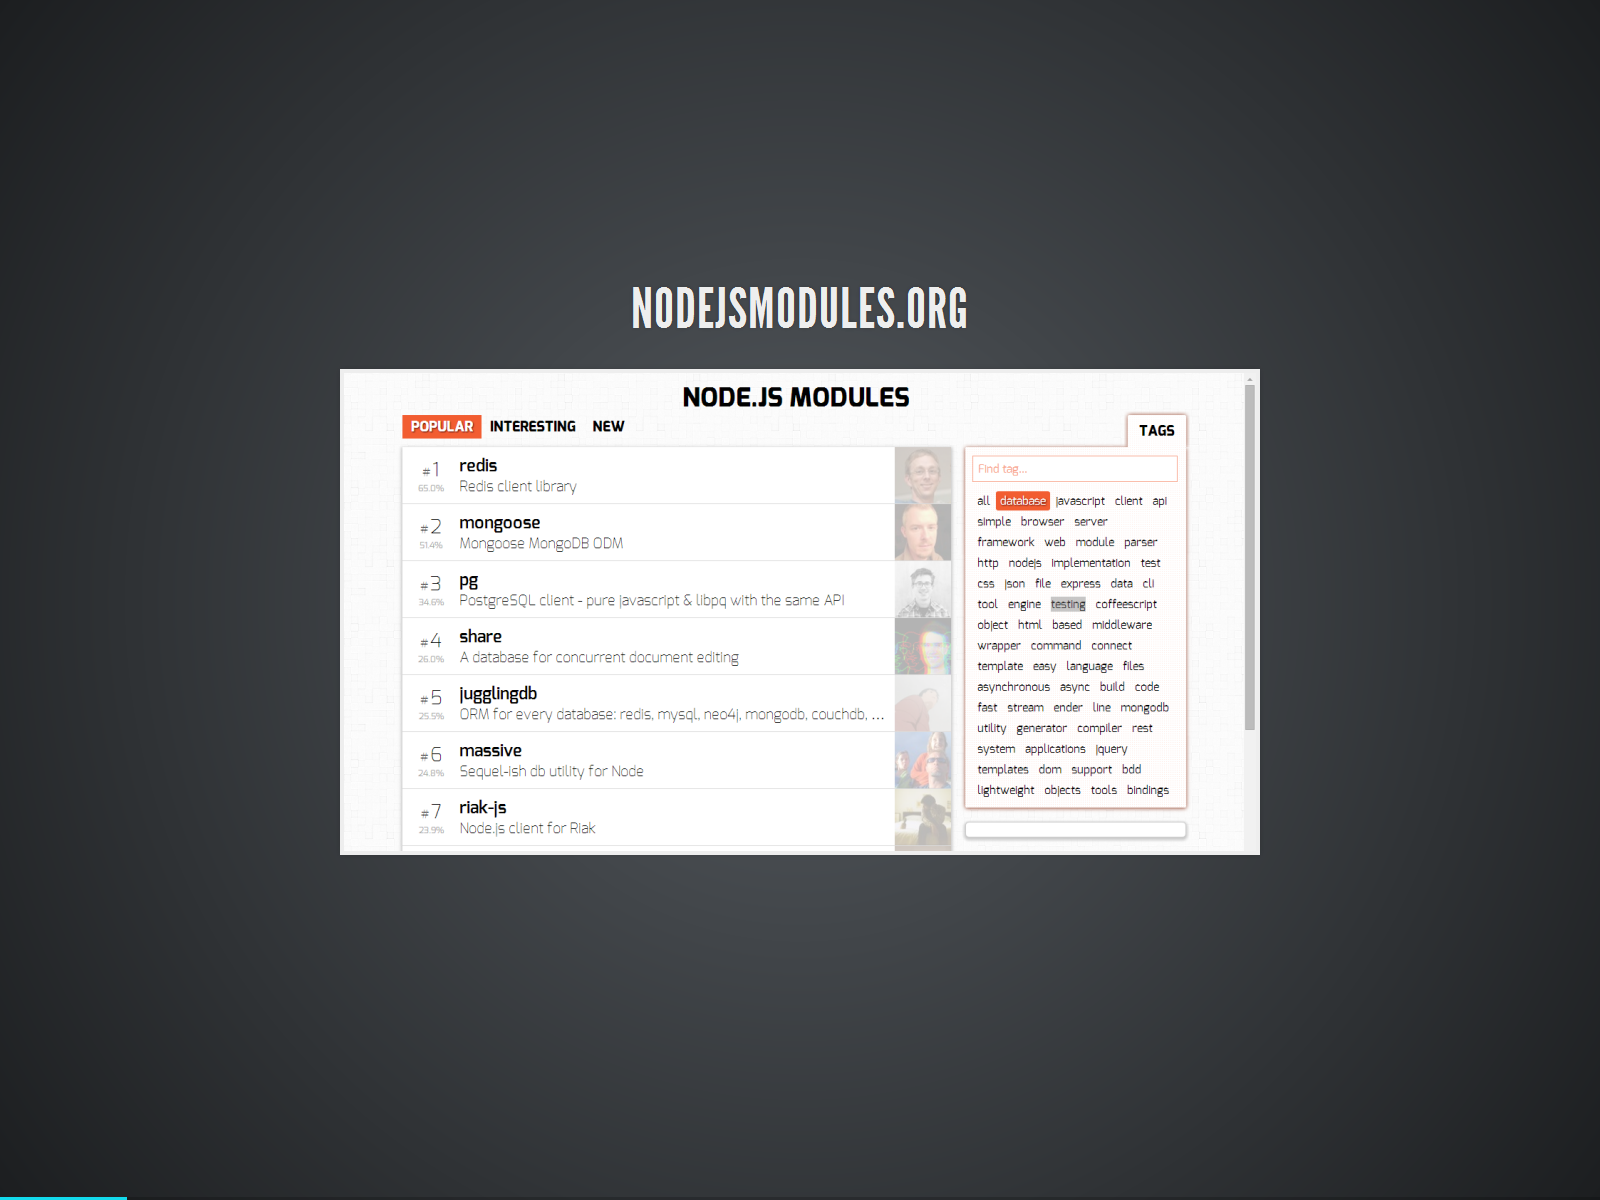 NODEJSMODULES.ORG
NODE.JS MODULES
POPULAR INTERESTING NEW
#1 redis
65.0% Redis client library
#2 mongoose
51.4% Mongoose MongoDB ODM
#3 pg
34.6% PostgreSQL client - pure javascript & libpq with the same API
#4 share
26.0% A database for concurrent document editing
#5 jugglingdb
25.5% ORM for every database: redis, mysql, neo4j, mongodb, couchdb, ...
#6 massive
24.8% Sequel-ish db utility for Node
#7 riak-js
23.9% Node.js client for Riak
TAGS
Find tag...
all database javascript client api
simple browser server
framework web module parser
http nodejs implementation test
css json file express data cli
tool engine testing coffeescript
object html based middleware
wrapper command connect
template easy language files
asynchronous async build code
fast stream ender line mongodb
utility generator compiler rest
system applications jquery
templates dom support bdd
lightweight objects tools bindings